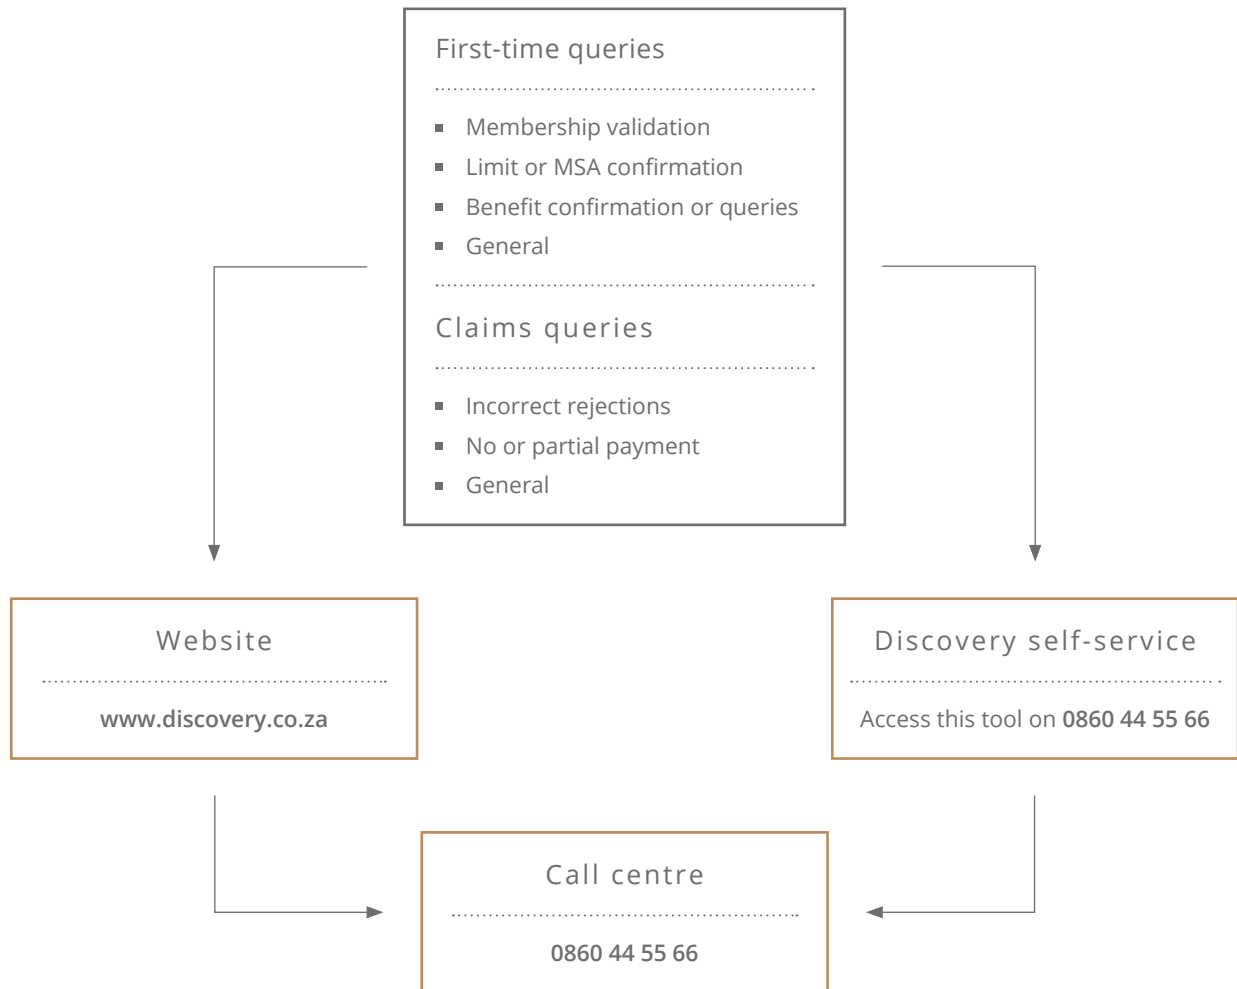 First-time queries
Membership validation
Limit or MSA confirmation
Benefit confirmation or queries
General
Claims queries
Incorrect rejections
No or partial payment
General
Website
www.discovery.co.za
Discovery self-service
Access this tool on 0860 44 55 66
Call centre
0860 44 55 66